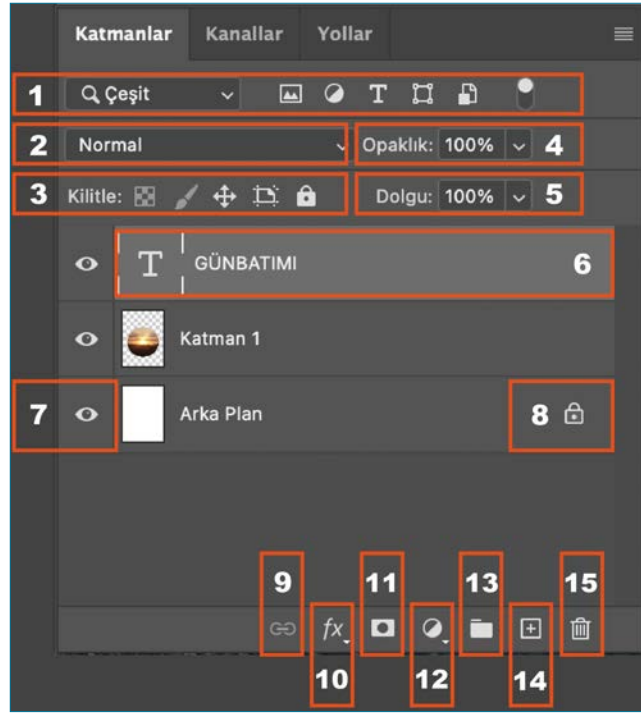 Katmanlar Kanallar Yollar
1 Çeşit T
2 Normal Opaklık: 100% 4
3 Kilitle: Dolgu: 100% 5
T GÜNBATIMI 6
Katman 1
7 Arka Plan 8
9 11 13 15
fx
10 12 14